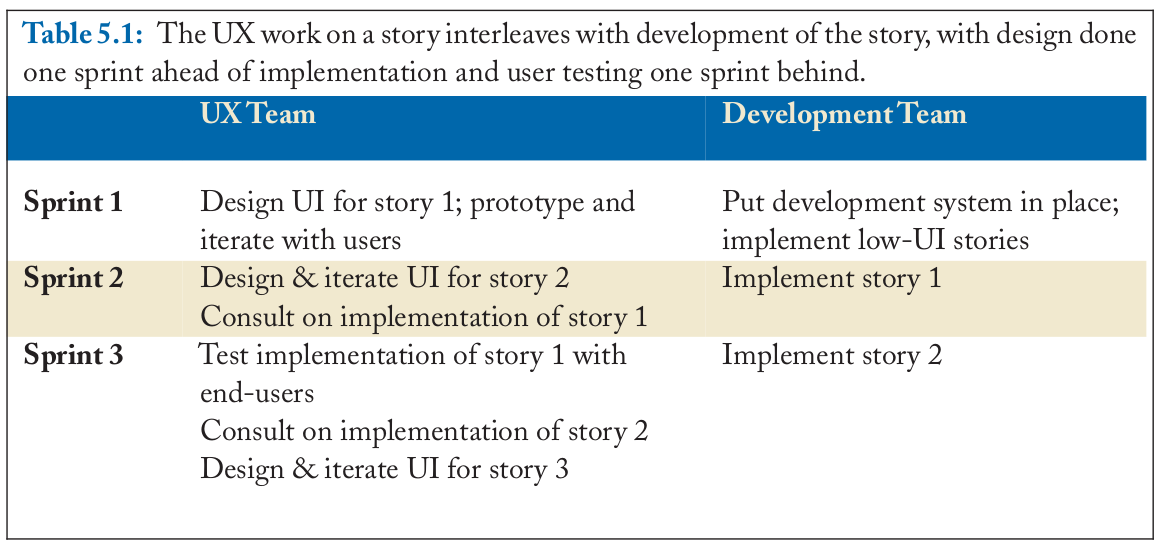 Table 5.1: The UX work on a story interleaves with development of the story, with design done
one sprint ahead of implementation and user testing one sprint behind.
UX Team Development Team
Sprint 1 Design UI for story 1; prototype and Put development system in place;
iterate with users implement low-UI stories
Sprint 2 Design & iterate UI for story 2 Implement story 1
Consult on implementation of story 1
Sprint 3 Test implementation of story 1 with Implement story 2
end-users
Consult on implementation of story 2
Design & iterate UI for story 3